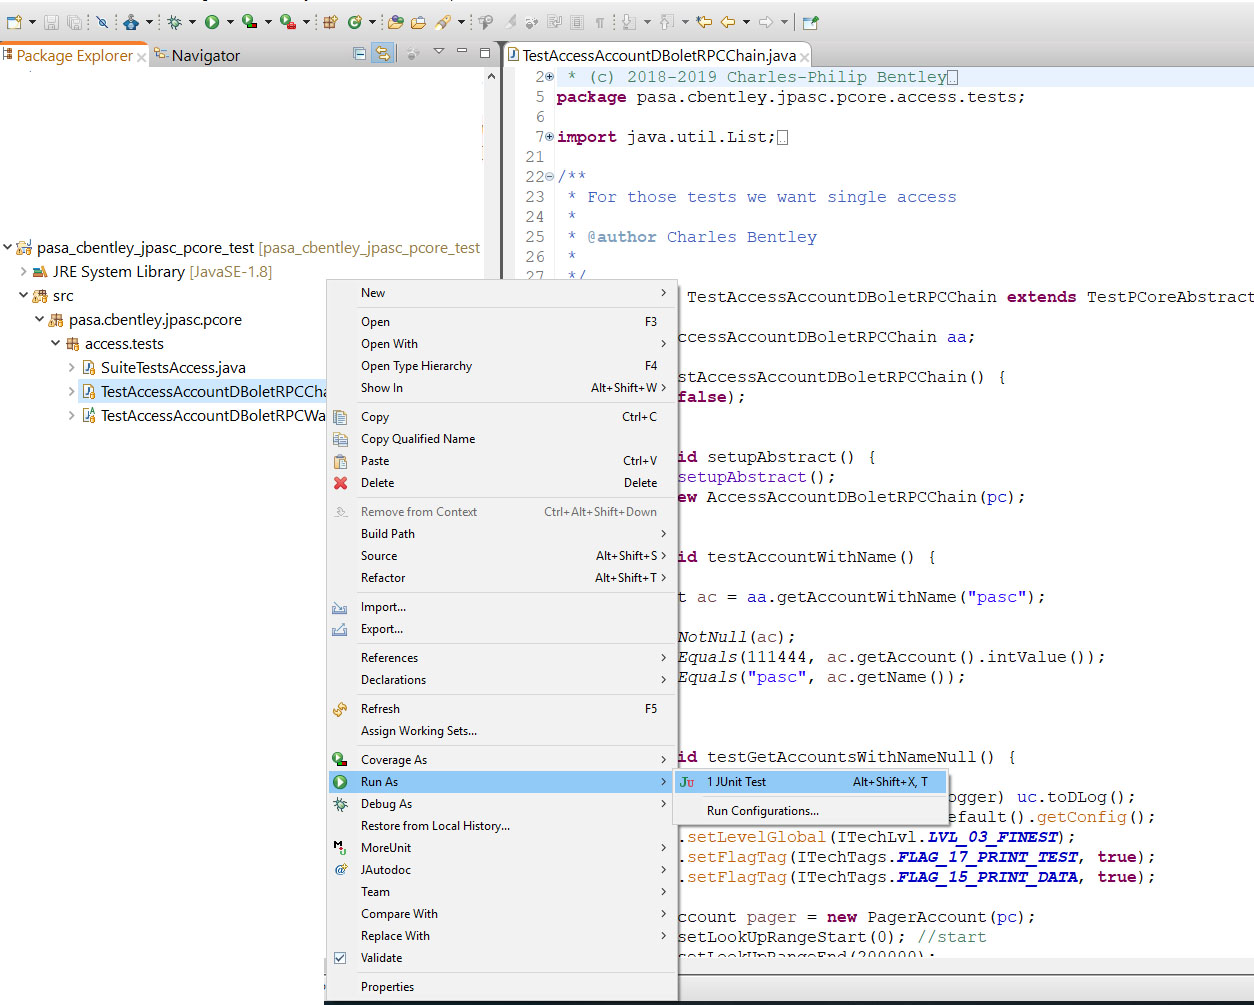 Package Explorer
Navigator
TestAccessAccountDBoletRPCChain.java
2 * (c) 2018-2019 Charles-Philip Bentley
5 package pasa.cbentley.jpasc.pcore.access.tests;
6
7 import java.util.List;
21
22 /**
23 * For those tests we want single access
24 *
25 * @author Charles Bentley
26 *
27 */
TestAccessAccountDBoletRPCChain extends TestPCoreAbstract
ccessAccountDBoletRPCChain aa;
stAccessAccountDBoletRPCChain() {
false);
id setupAbstract() {
setupAbstract();
ew AccessAccountDBoletRPCChain(pc);
id testAccountWithName() {
t ac = aa.getAccountWithName("pasc");
NotNull(ac);
Equals(111444, ac.getAccount().intValue());
Equals("pasc", ac.getName());
id testGetAccountsWithNameNull() {
ogger) uc.toDLog();
efault().getConfig();
.setLevelGlobal(ITechLvl.LVL_03_FINEST);
.setFlagTag(ITechTags.FLAG_17_PRINT_TEST, true);
.setFlagTag(ITechTags.FLAG_15_PRINT_DATA, true);
ccount pager = new PagerAccount(pc);
setLookUpRangeStart(0); //start
setLookUpRangeEnd(200000);
pasa_cbentley_jpasc_pcore_test [pasa_cbentley_jpasc_pcore_test
JRE System Library [JavaSE-1.8]
src
pasa.cbentley.jpasc.pcore
access.tests
SuiteTestsAccess.java
TestAccessAccountDBoletRPCCha
TestAccessAccountDBoletRPCWa
New
Open F3
Open With
Open Type Hierarchy F4
Show In Alt+Shift+W
Copy Ctrl+C
Copy Qualified Name
Paste Ctrl+V
Delete Delete
Remove from Context Ctrl+Alt+Shift+Down
Build Path
Source Alt+Shift+S
Refactor Alt+Shift+T
Import...
Export...
References
Declarations
Refresh F5
Assign Working Sets...
Coverage As
Run As
Debug As
Restore from Local History...
MoreUnit
JAutodoc
Team
Compare With
Replace With
Validate
Properties
1 JUnit Test Alt+Shift+X, T
Run Configurations...